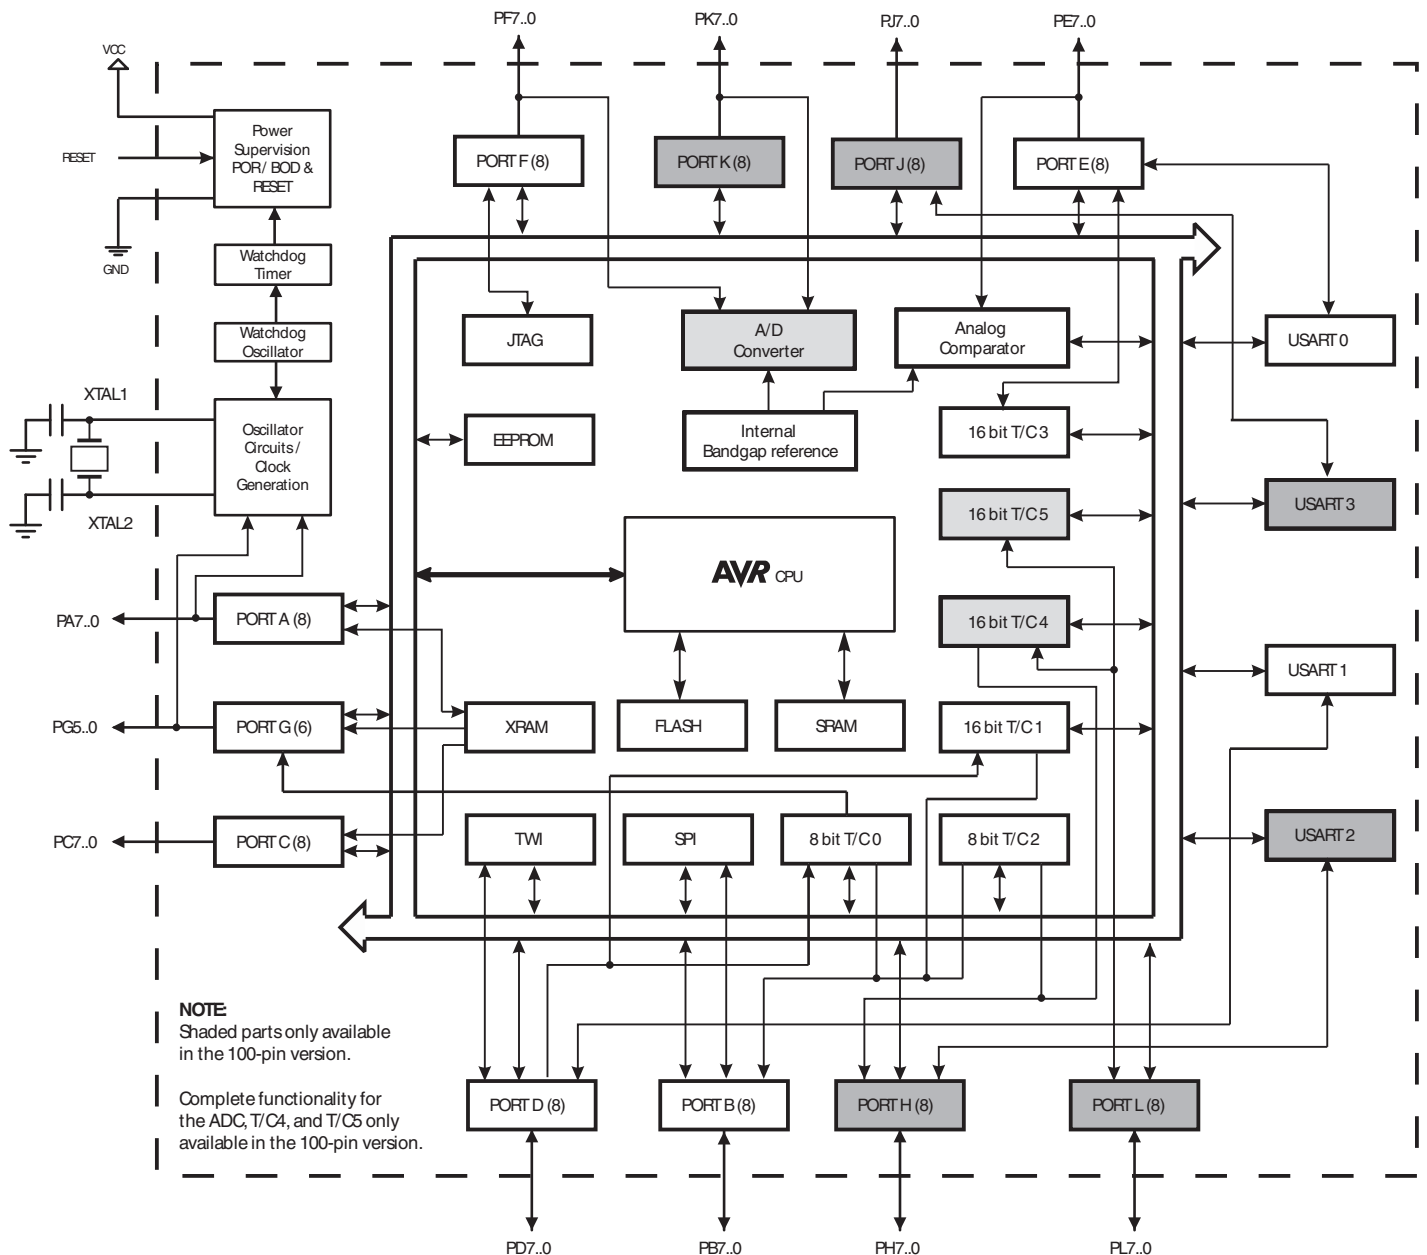 PF7..0
PK7..0
PJ7..0
PE7..0
VCC
RESET
GND
Power
Supervision
POR / BOD &
RESET
PORT F (8)
PORT K (8)
PORT J (8)
PORT E (8)
Watchdog
Timer
Watchdog
Oscillator
JTAG
A/D
Converter
Analog
Comparator
USART 0
XTAL1
Oscillator
Circuits /
Clock
Generation
XTAL2
EEPROM
Internal
Bandgap reference
16 bit T/C 3
16 bit T/C 5
USART 3
AVR CPU
PA7..0
PORT A (8)
16 bit T/C 4
USART 1
PG5..0
PORT G (6)
XRAM
FLASH
SRAM
16 bit T/C 1
PC7..0
PORT C (8)
TWI
SPI
8 bit T/C 0
8 bit T/C 2
USART 2
NOTE:
Shaded parts only available
in the 100-pin version.
Complete functionality for
the ADC, T/C4, and T/C5 only
available in the 100-pin version.
PORT D (8)
PORT B (8)
PORT H (8)
PORT L (8)
PD7..0
PB7..0
PH7..0
PL7..0